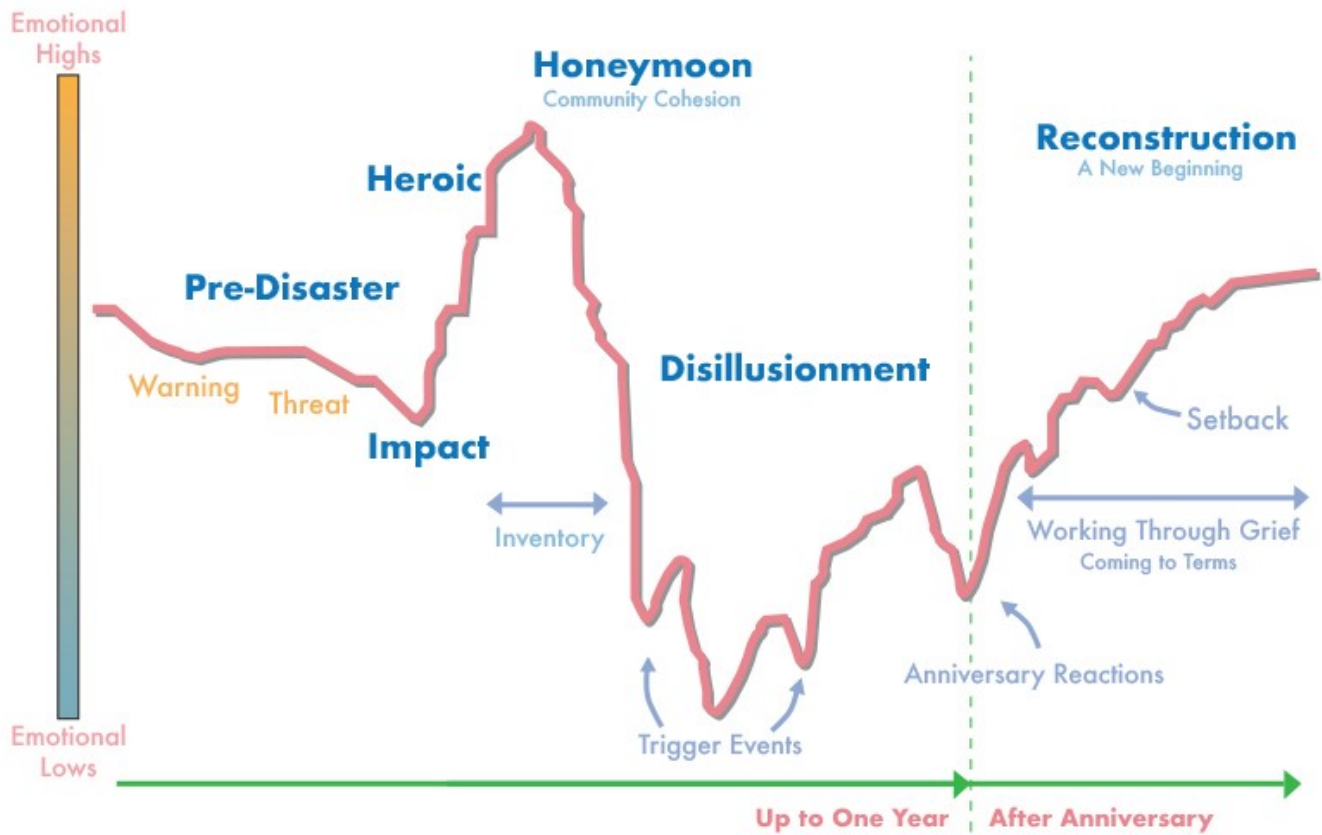 Emotional
Highs
Honeymoon
Community Cohesion
Reconstruction
A New Beginning
Heroic
Pre-Disaster
Warning
Threat
Impact
Disillusionment
Setback
Inventory
Working Through Grief
Coming to Terms
Anniversary Reactions
Trigger Events
Emotional
Lows
Up to One Year
After Anniversary